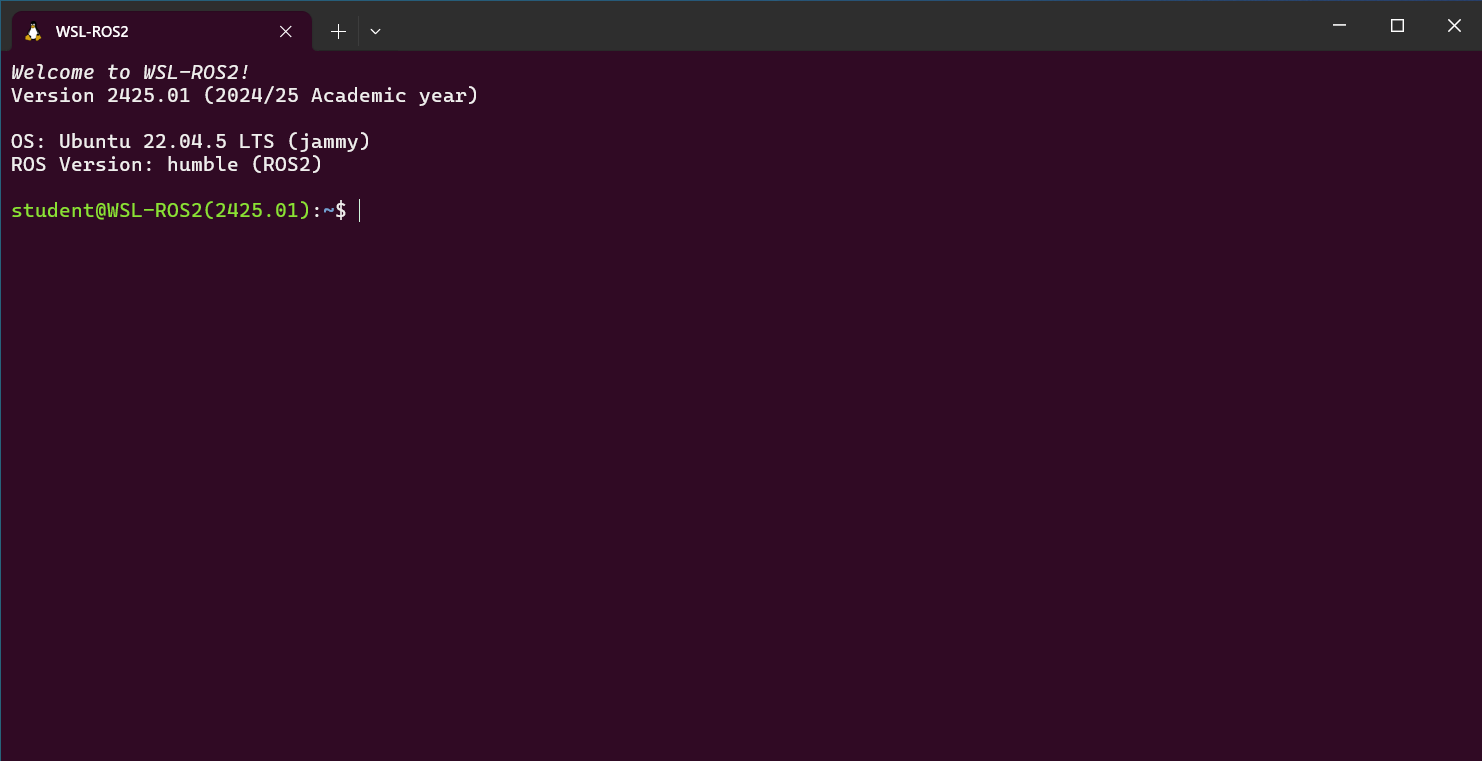 WSL-ROS2
Welcome to WSL-ROS2!
Version 2425.01 (2024/25 Academic year)
OS: Ubuntu 22.04.5 LTS (jammy)
ROS Version: humble (ROS2)
student@WSL-ROS2(2425.01):~$